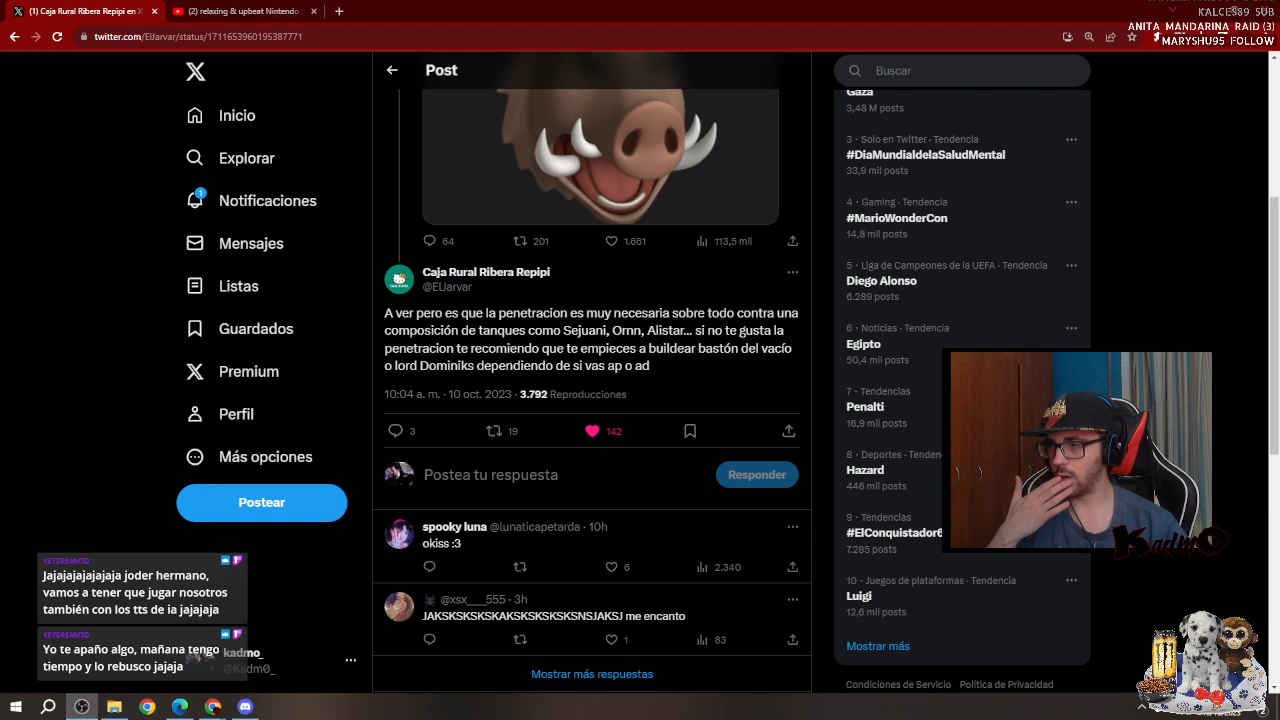 (1) Caja Rural Ribera Repipi en X
relaxing & upbeat Nintendo
KALCES89 SUB
ANITA_MANDARINA RAID (3)
MARYSHU95 FOLLOW
twitter.com/ElJarvar/status/1711653960195387771
Inicio
Explorar
1
Notificaciones
Mensajes
Listas
Guardados
Premium
Perfil
Más opciones
Postear
KEYDREAM3D
Jajajajajajajaja joder hermano,
vamos a tener que jugar nosotros
también con los tts de ia jajajaja
KEYDREAM3D
Yo te apaño algo, mañana tengo
tiempo y lo rebusco jajaja
kadmo_
@Kadm0_
Post
64
201
1.661
113,5 mil
Caja Rural Ribera Repipi
@ElJarvar
A ver pero es que la penetracion es muy necesaria sobre todo contra una
composición de tanques como Sejuani, Ornn, Alistar... si no te gusta la
penetracion te recomiendo que te empieces a buildear bastón del vacío
o lord Dominiks dependiendo de si vas ap o ad
10:04 a. m. · 10 oct. 2023 · 3.792 Reproducciones
3
19
142
Postea tu respuesta
Responder
spooky luna @lunaticapetarda · 10h
okiss :3
6
2.340
@xsx___555 · 3h
JAKSKSKSKSKAKSKSKSKSKSNSJAKSJ me encanto
1
83
Mostrar más respuestas
Buscar
Gaza
3,48 M posts
3 · Solo en Twitter · Tendencia
#DiaMundialdelaSaludMental
33,9 mil posts
4 · Gaming · Tendencia
#MarioWonderCon
14,8 mil posts
5 · Liga de Campeones de la UEFA · Tendencia
Diego Alonso
6.289 posts
6 · Noticias · Tendencia
Egipto
50,4 mil posts
7 · Tendencias
Penalti
16,9 mil posts
8 · Deportes · Tenden
Hazard
446 mil posts
9 · Tendencias
#ElConquistador6
7.285 posts
10 · Juegos de plataformas · Tendencia
Luigi
12,6 mil posts
Mostrar más
Condiciones de Servicio Política de Privacidad
KadmO